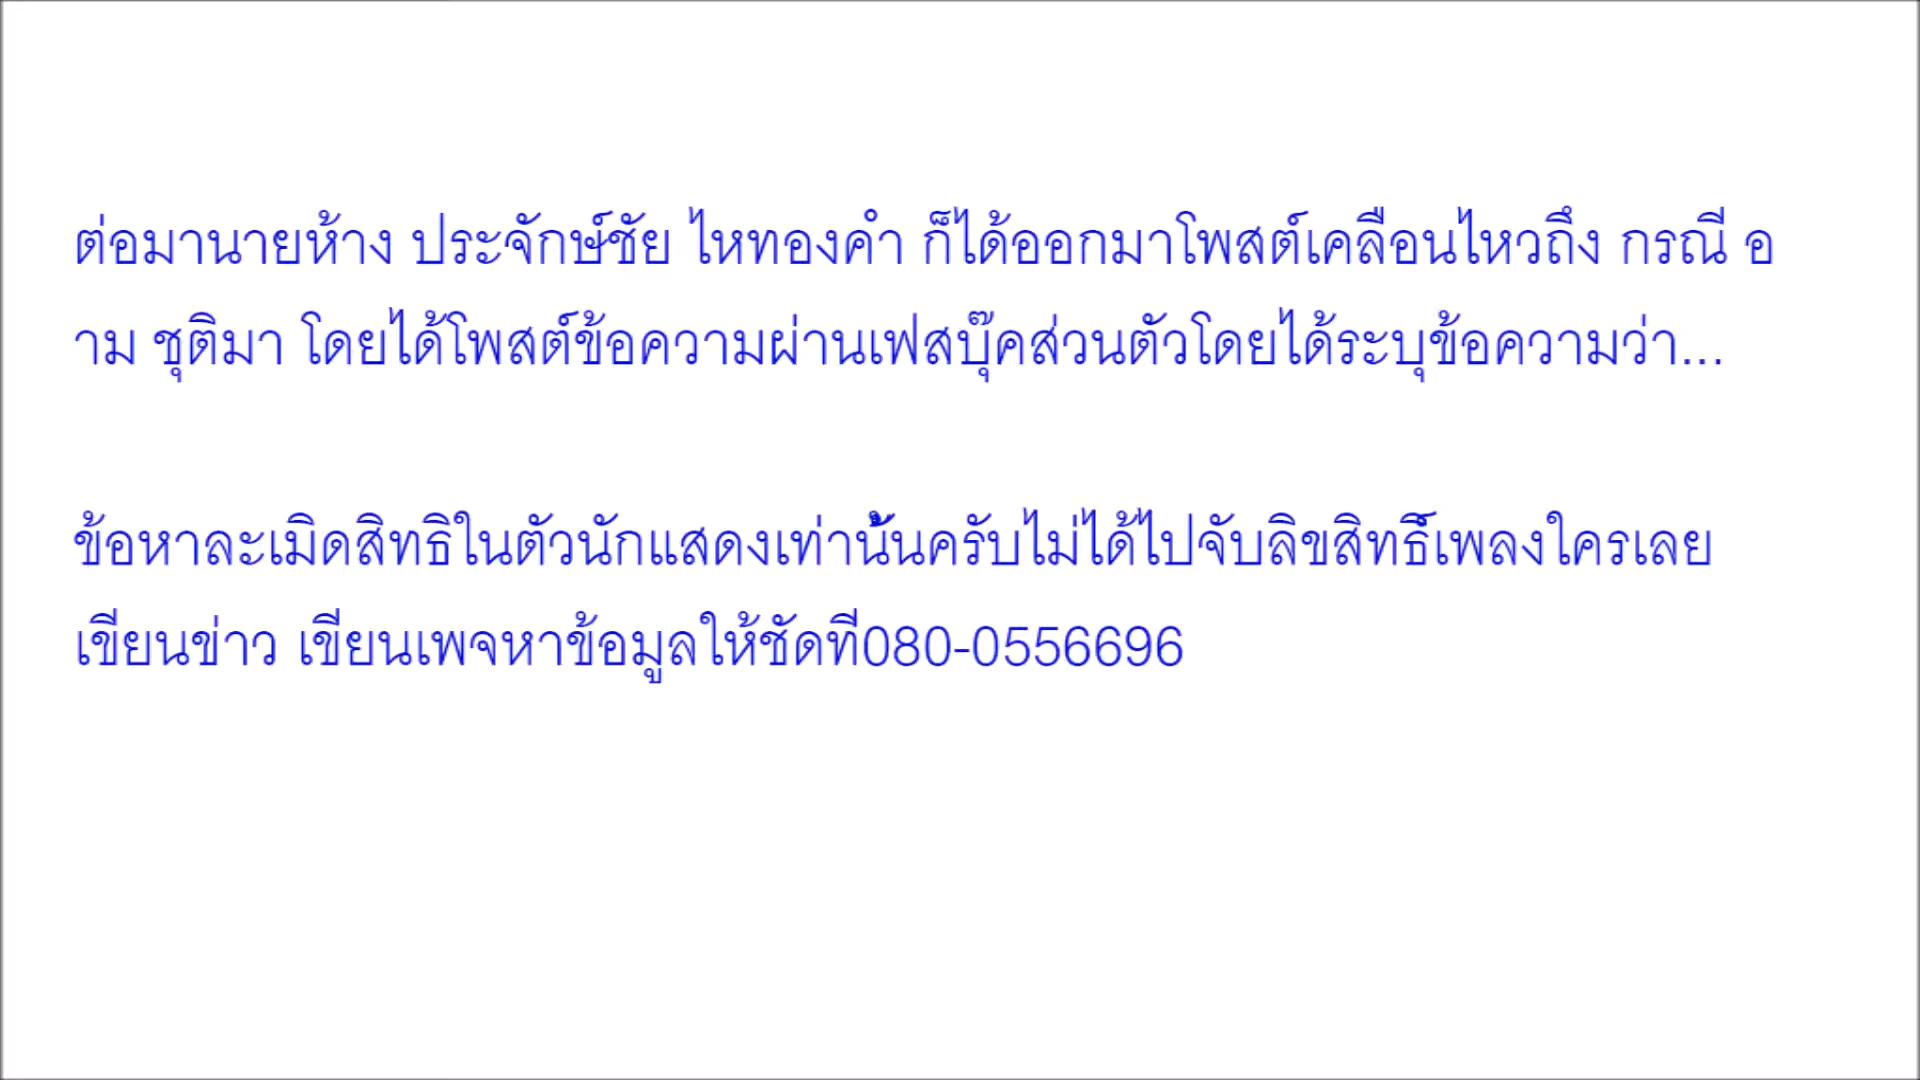 ต่อมานายห้าง ประจักษ์ชัย ไหทองคำ ก็ได้ออกมาโพสต์เคลือนไหวถึง กรณี อ
าม ชุติมา โดยได้โพสต์ข้อความผ่านเฟสบุ๊คส่วนตัวโดยได้ระบุข้อความว่า...
ข้อหาละเมิดสิทธิในตัวนักแสดงเท่านั้นครับไม่ได้ไปจับลิขสิทธิ์เพลงใครเลย
เขียนข่าว เขียนเพจหาข้อมูลให้ชัดที080-0556696